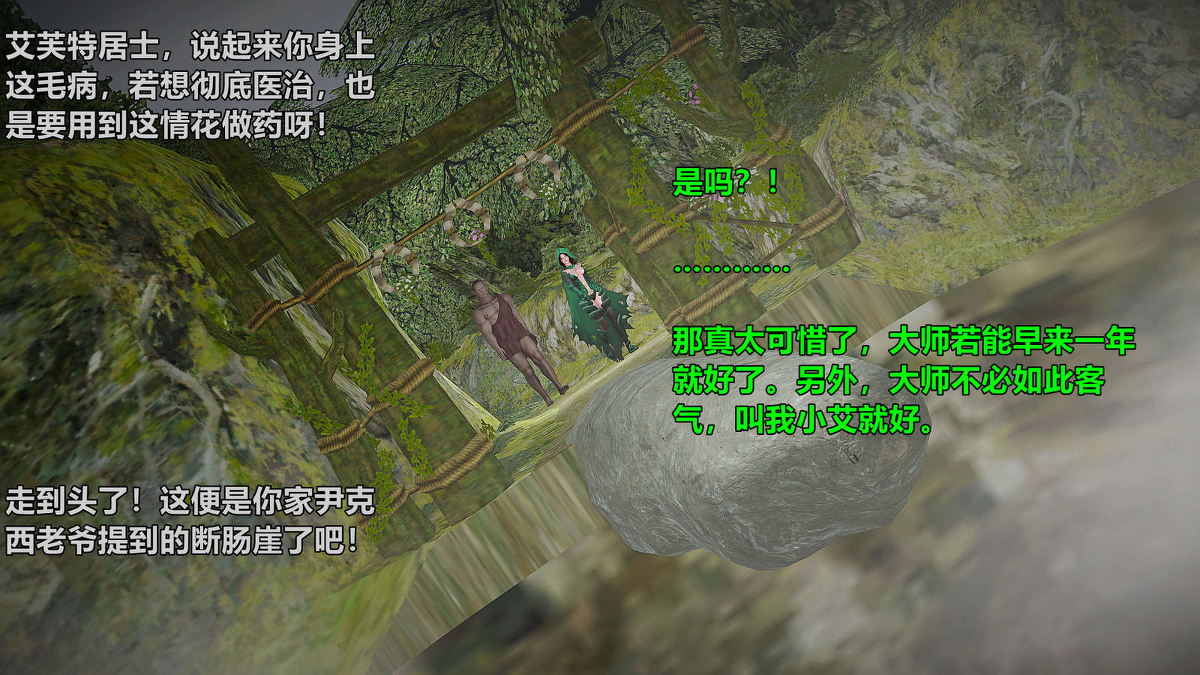 艾芙特居士，说起来你身上
这毛病，若想彻底医治，也
是要用到这情花做药呀！
是吗？！
…………
那真太可惜了，大师若能早来一年
就好了。另外，大师不必如此客
气，叫我小艾就好。
走到头了！这便是你家尹克
西老爷提到的断肠崖了吧！